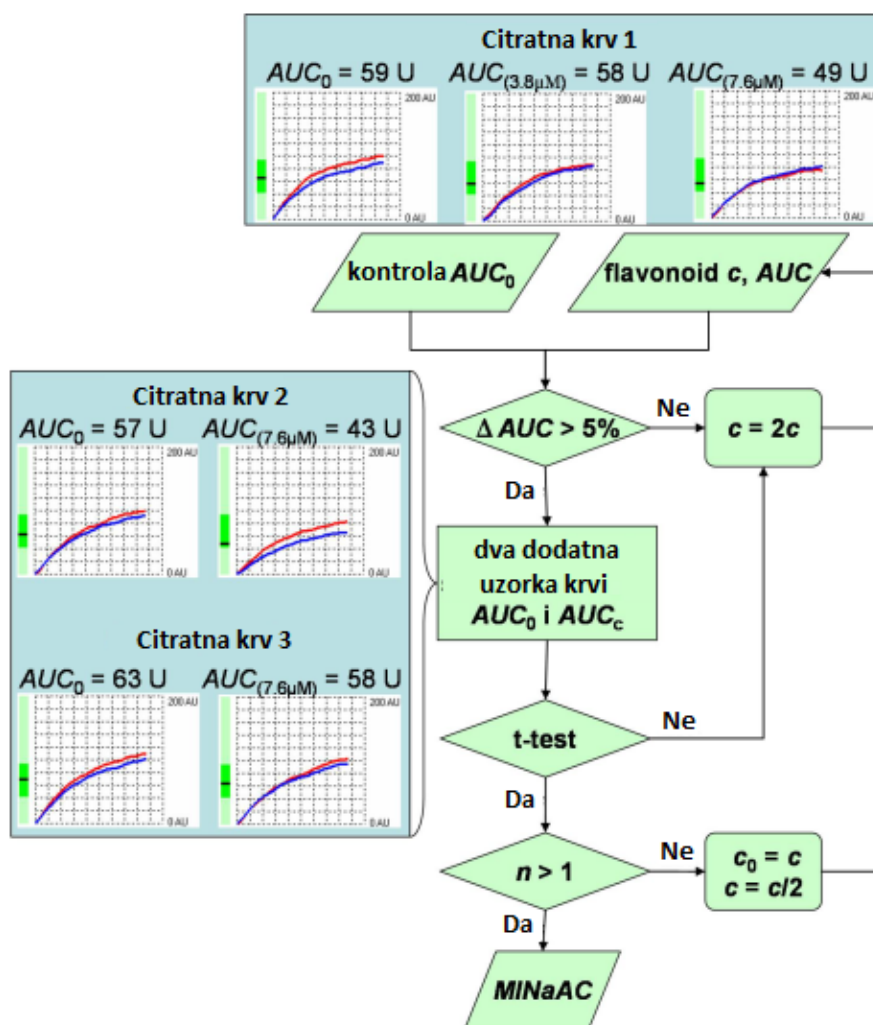 Citratna krv 1
AUC₀ = 59 U AUC₍₃.₈µM₎ = 58 U AUC₍₇.₆µM₎ = 49 U
200 AU 200 AU 200 AU
0 AU 0 AU 0 AU
kontrola AUC₀ flavonoid c, AUC
Citratna krv 2
AUC₀ = 57 U AUC₍₇.₆µM₎ = 43 U
200 AU 200 AU
0 AU 0 AU
Citratna krv 3
AUC₀ = 63 U AUC₍₇.₆µM₎ = 58 U
200 AU 200 AU
0 AU 0 AU
Δ AUC > 5% Ne c = 2c
Da
dva dodatna
uzorka krvi
AUC₀ i AUCc
t-test Ne
Da
n > 1 Ne c₀ = c
c = c/2
Da
MINaAC